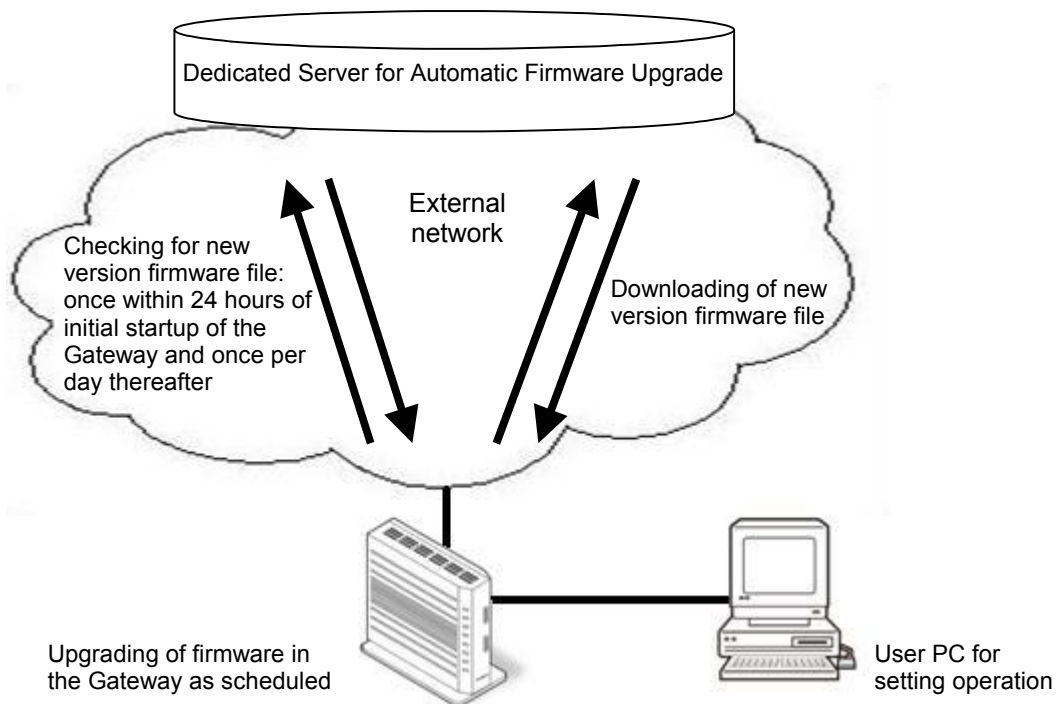 Dedicated Server for Automatic Firmware Upgrade
External
network
Checking for new
version firmware file:
once within 24 hours of
initial startup of the
Gateway and once per
day thereafter
Downloading of new
version firmware file
Upgrading of firmware in
the Gateway as scheduled
User PC for
setting operation